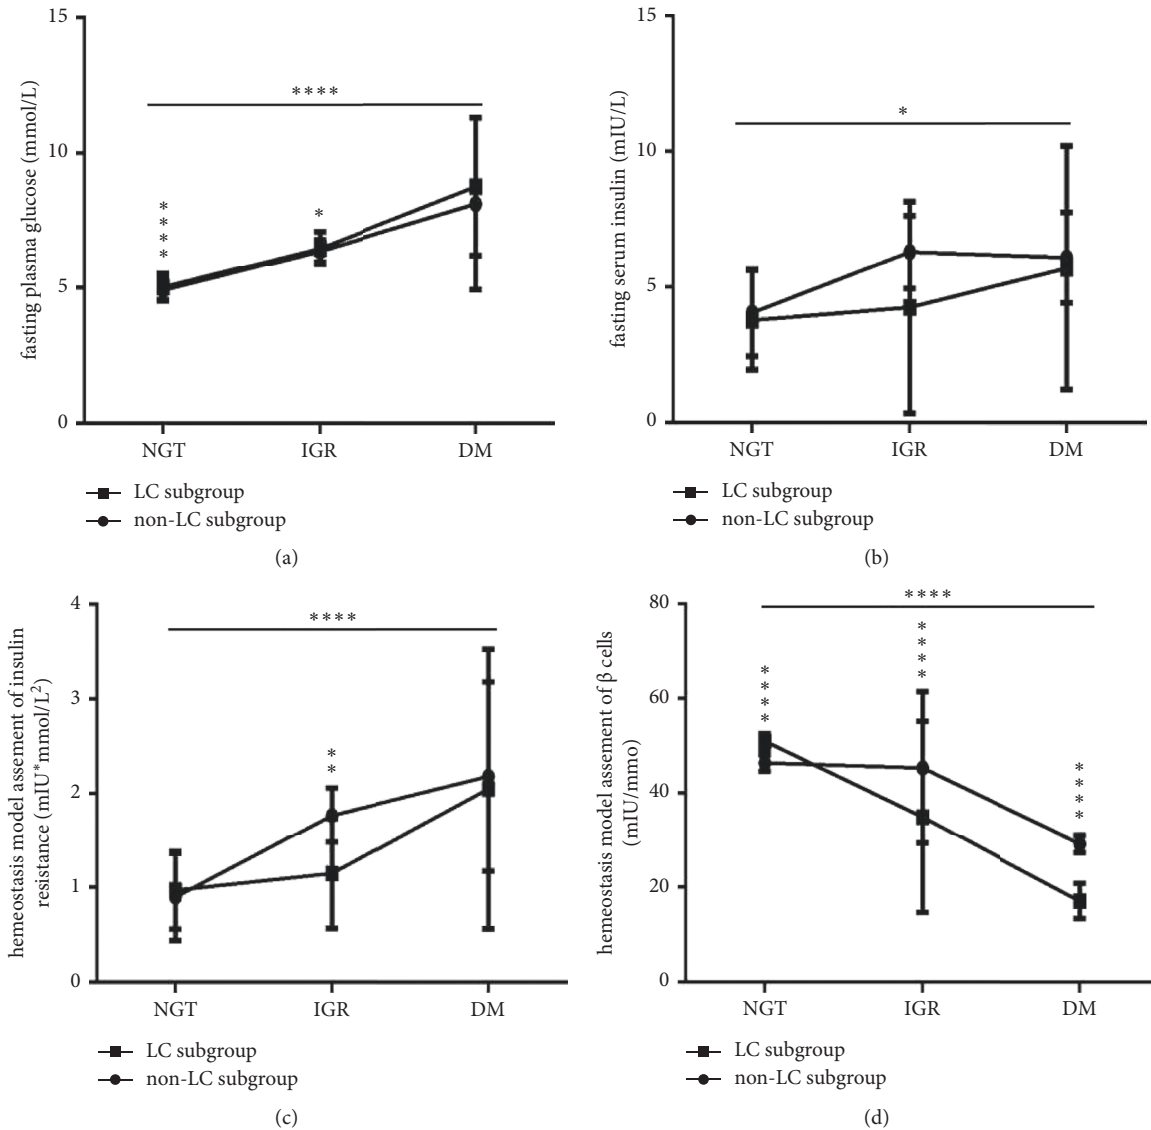 15
10
5
0
fasting plasma glucose (mmol/L)
****
****
*
NGT IGR DM
LC subgroup
non-LC subgroup
(a)
15
10
5
0
fasting serum insulin (mIU/L)
*
NGT IGR DM
LC subgroup
non-LC subgroup
(b)
4
3
2
1
0
hemeostasis model assement of insulin
resistance (mIU*mmol/L²)
****
**
NGT IGR DM
LC subgroup
non-LC subgroup
(c)
80
60
40
20
0
hemeostasis model assement of β cells
(mIU/mmo)
****
****
****
****
NGT IGR DM
LC subgroup
non-LC subgroup
(d)